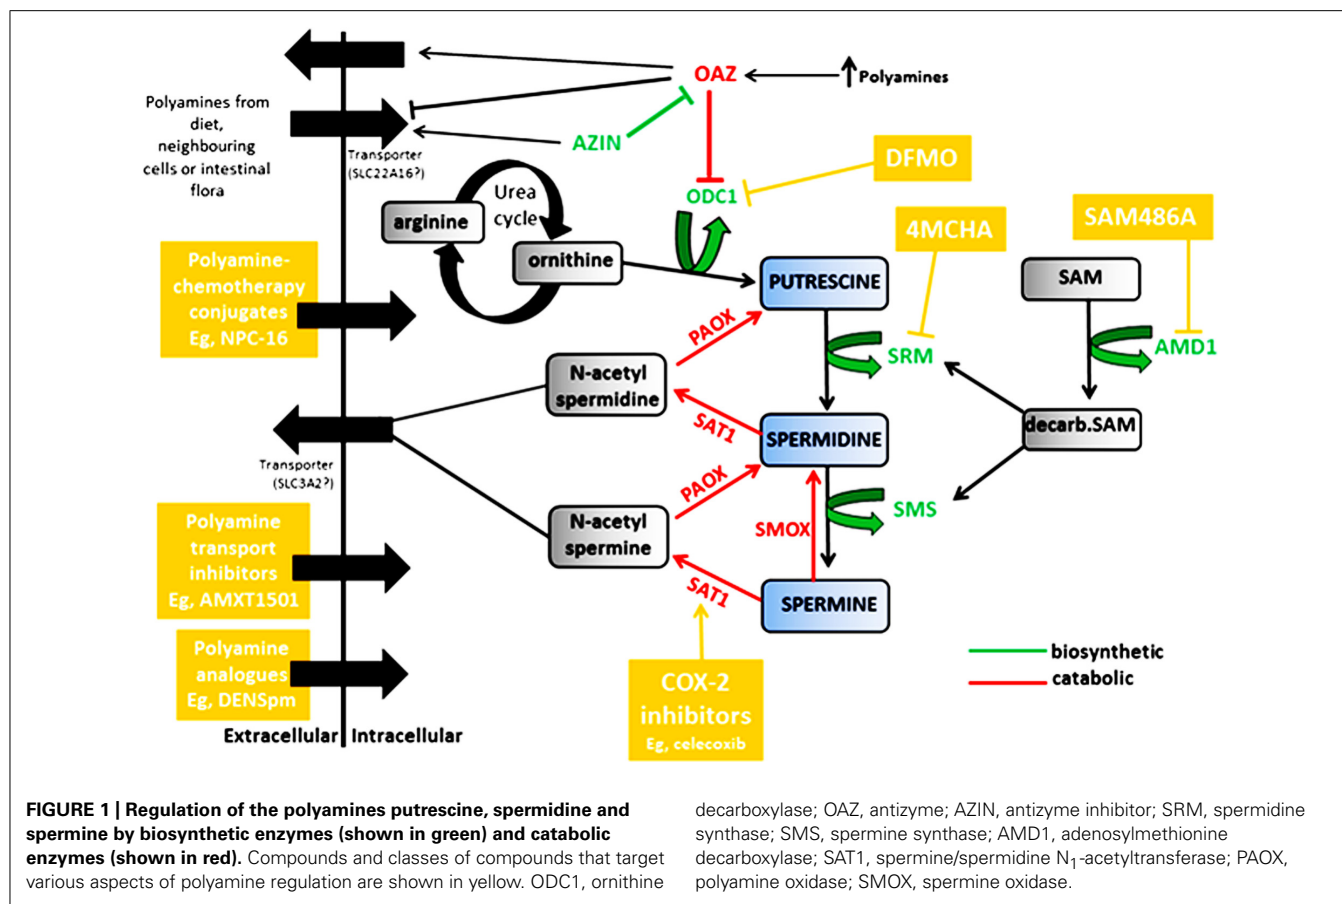 OAZ
Polyamines
Polyamines from
diet,
neighbouring
cells or intestinal
flora
Transporter
(SLC22A16?)
AZIN
DFMO
ODC1
Urea
cycle
arginine
ornithine
4MCHA
SAM486A
Polyamine-
chemotherapy
conjugates
Eg, NPC-16
PUTRESCINE
SAM
PAOX
SRM
AMD1
N-acetyl
spermidine
SAT1
SPERMIDINE
decarb.SAM
Transporter
(SLC3A2?)
PAOX
SMS
Polyamine
transport
inhibitors
Eg, AMXT1501
N-acetyl
spermine
SMOX
SAT1
SPERMINE
Polyamine
analogues
Eg, DENSpm
COX-2
inhibitors
Eg, celecoxib
biosynthetic
catabolic
Extracellular
Intracellular
FIGURE 1 | Regulation of the polyamines putrescine, spermidine and
spermine by biosynthetic enzymes (shown in green) and catabolic
enzymes (shown in red). Compounds and classes of compounds that target
various aspects of polyamine regulation are shown in yellow. ODC1, ornithine
decarboxylase; OAZ, antizyme; AZIN, antizyme inhibitor; SRM, spermidine
synthase; SMS, spermine synthase; AMD1, adenosylmethionine
decarboxylase; SAT1, spermine/spermidine N₁-acetyltransferase; PAOX,
polyamine oxidase; SMOX, spermine oxidase.